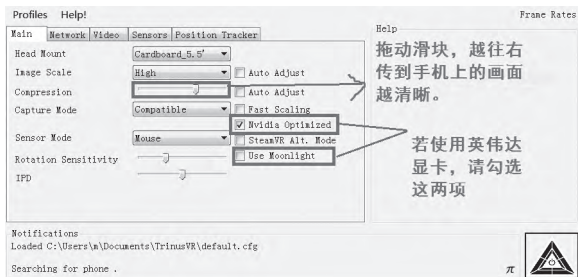 Profiles Help!
Frame Rates
Main Network Video Sensors Position Tracker
Help
Head Mount Cardboard_5.5'
Image Scale High Auto Adjust
Compression Auto Adjust
Capture Mode Compatible Fast Scaling
Nvidia Optimized
SteamVR Alt. Mode
Sensor Mode Mouse
Use Moonlight
Rotation Sensitivity
IPD
拖动滑块，越往右
传到手机上的画面
越清晰。
若使用英伟达
显卡，请勾选
这两项
Notifications
Loaded C:\Users\m\Documents\TrinusVR\default.cfg
Searching for phone .
π